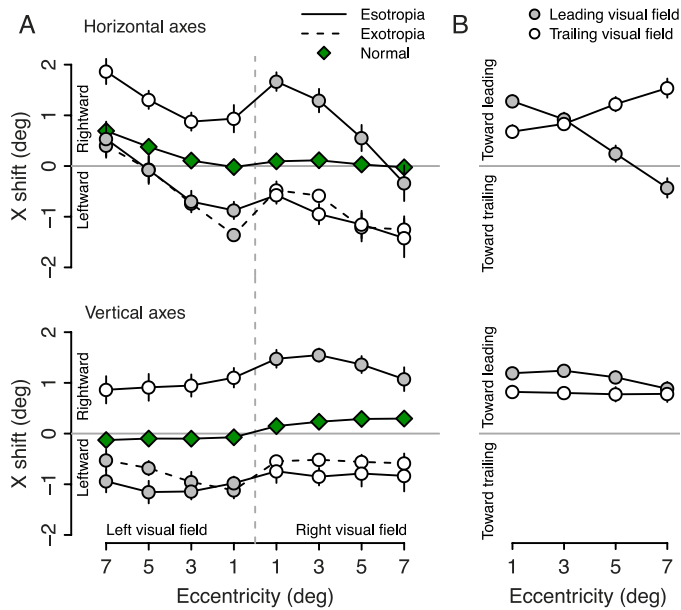 A
Horizontal axes
Esotropia
Exotropia
Normal
B
Leading visual field
Trailing visual field
X shift (deg)
Rightward
Leftward
2
1
0
−1
−2
Toward leading
Toward trailing
Vertical axes
X shift (deg)
Rightward
Leftward
2
1
0
−1
−2
Left visual field
Right visual field
7 5 3 1 1 3 5 7
Eccentricity (deg)
Toward leading
Toward trailing
1 3 5 7
Eccentricity (deg)